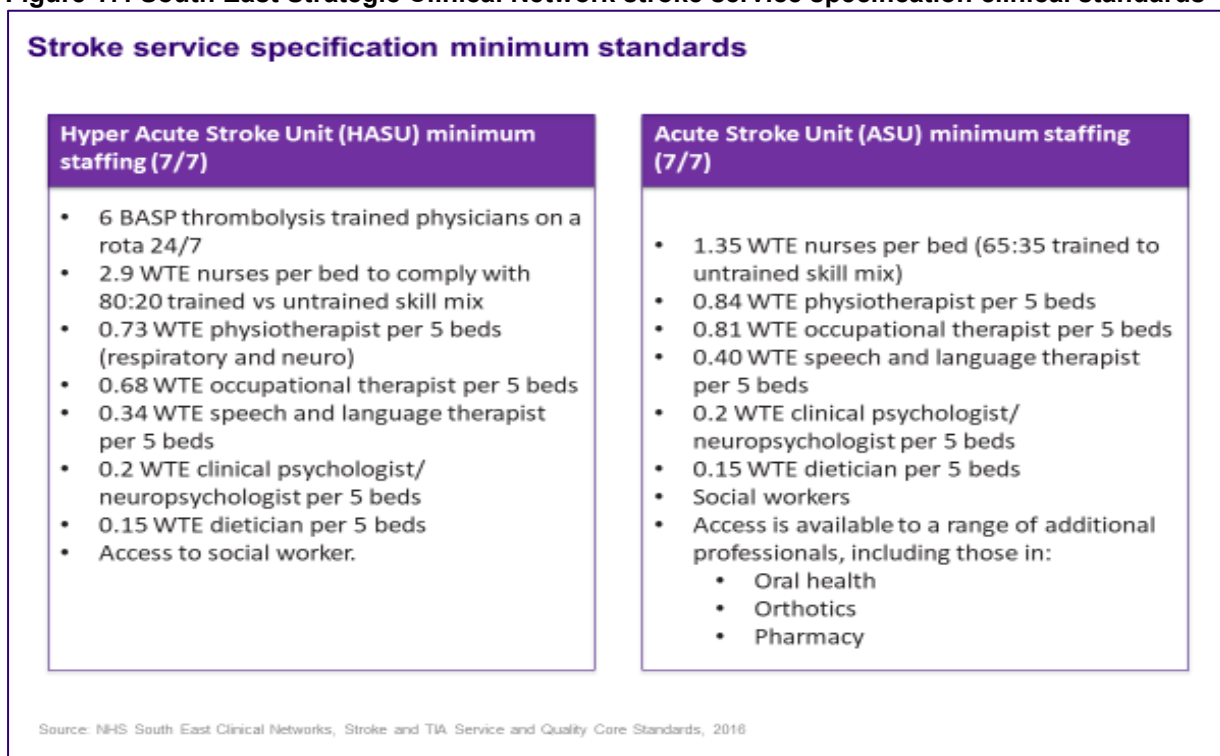 Stroke service specification minimum standards
Hyper Acute Stroke Unit (HASU) minimum
staffing (7/7)
• 6 BASP thrombolysis trained physicians on a
rota 24/7
• 2.9 WTE nurses per bed to comply with
80:20 trained vs untrained skill mix
• 0.73 WTE physiotherapist per 5 beds
(respiratory and neuro)
• 0.68 WTE occupational therapist per 5 beds
• 0.34 WTE speech and language therapist
per 5 beds
• 0.2 WTE clinical psychologist/
neuropsychologist per 5 beds
• 0.15 WTE dietician per 5 beds
• Access to social worker.
Acute Stroke Unit (ASU) minimum staffing
(7/7)
• 1.35 WTE nurses per bed (65:35 trained to
untrained skill mix)
• 0.84 WTE physiotherapist per 5 beds
• 0.81 WTE occupational therapist per 5 beds
• 0.40 WTE speech and language therapist
per 5 beds
• 0.2 WTE clinical psychologist/
neuropsychologist per 5 beds
• 0.15 WTE dietician per 5 beds
• Social workers
• Access is available to a range of additional
professionals, including those in:
• Oral health
• Orthotics
• Pharmacy
Source: NHS South East Clinical Networks, Stroke and TIA Service and Quality Core Standards, 2016